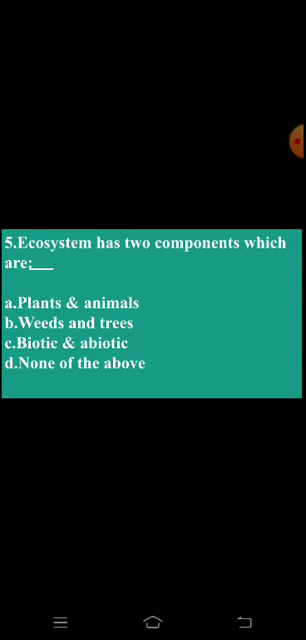 5.Ecosystem has two components which
are;___
a.Plants & animals
b.Weeds and trees
c.Biotic & abiotic
d.None of the above